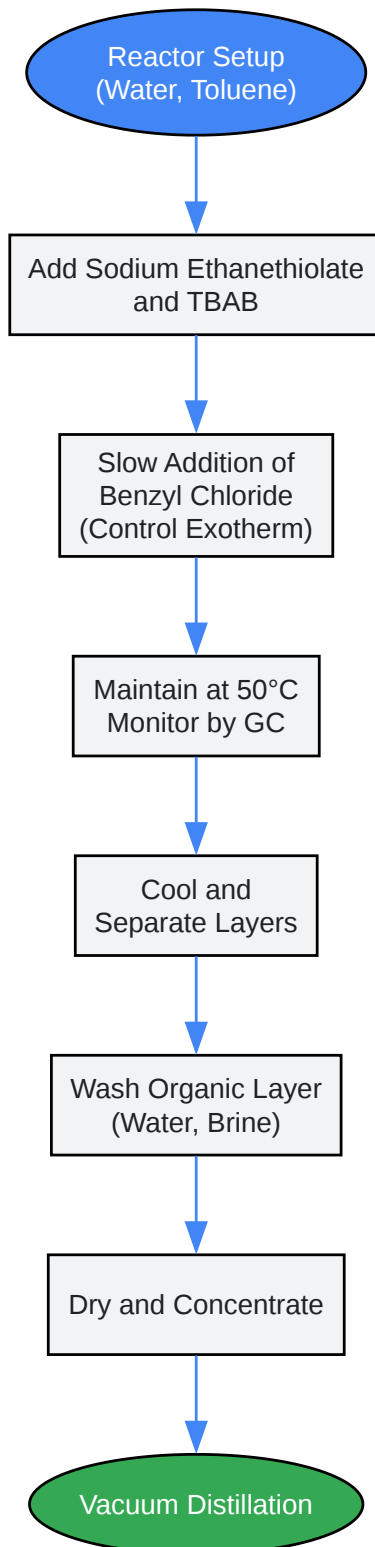 Reactor Setup
(Water, Toluene)
Add Sodium Ethanethiolate
and TBAB
Slow Addition of
Benzyl Chloride
(Control Exotherm)
Maintain at 50°C
Monitor by GC
Cool and
Separate Layers
Wash Organic Layer
(Water, Brine)
Dry and Concentrate
Vacuum Distillation